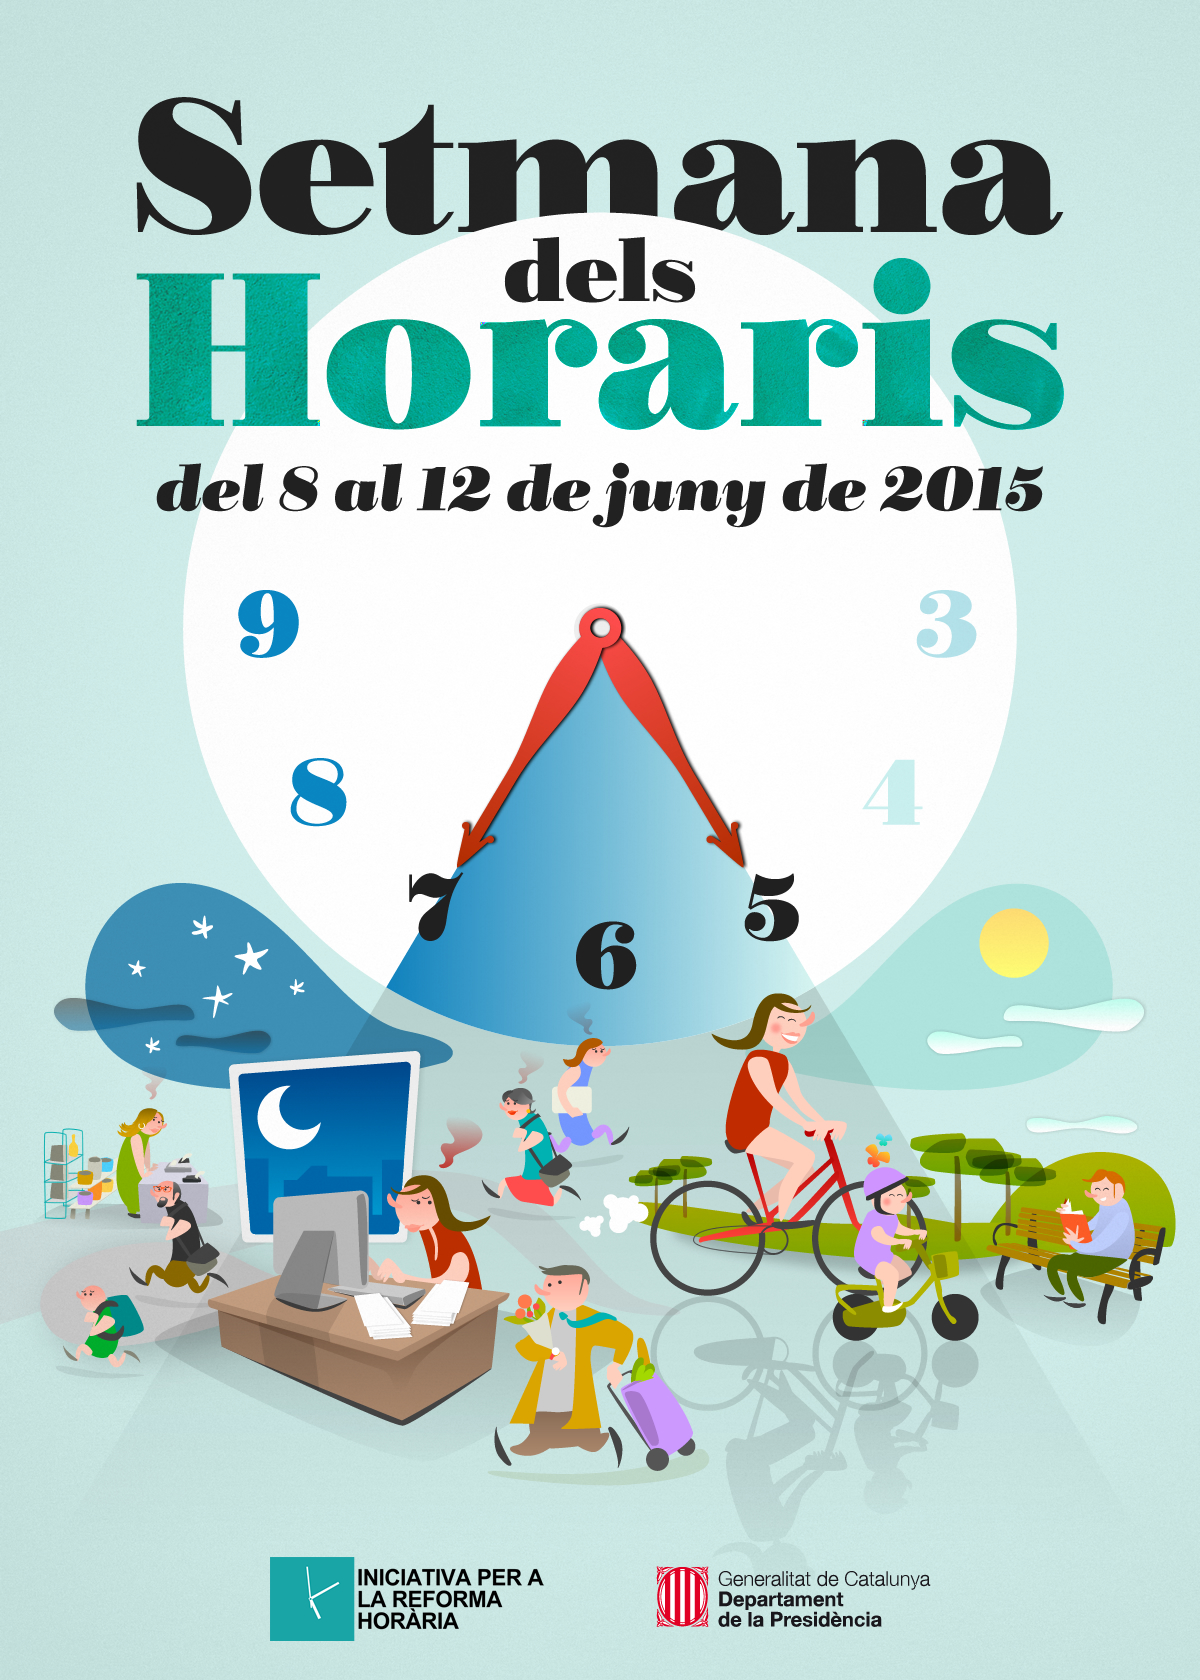 Setmana
dels
Horaris
del 8 al 12 de juny de 2015
9
3
8
4
7
5
6
INICIATIVA PER A
LA REFORMA
HORÀRIA
Generalitat de Catalunya
Departament
de la Presidència